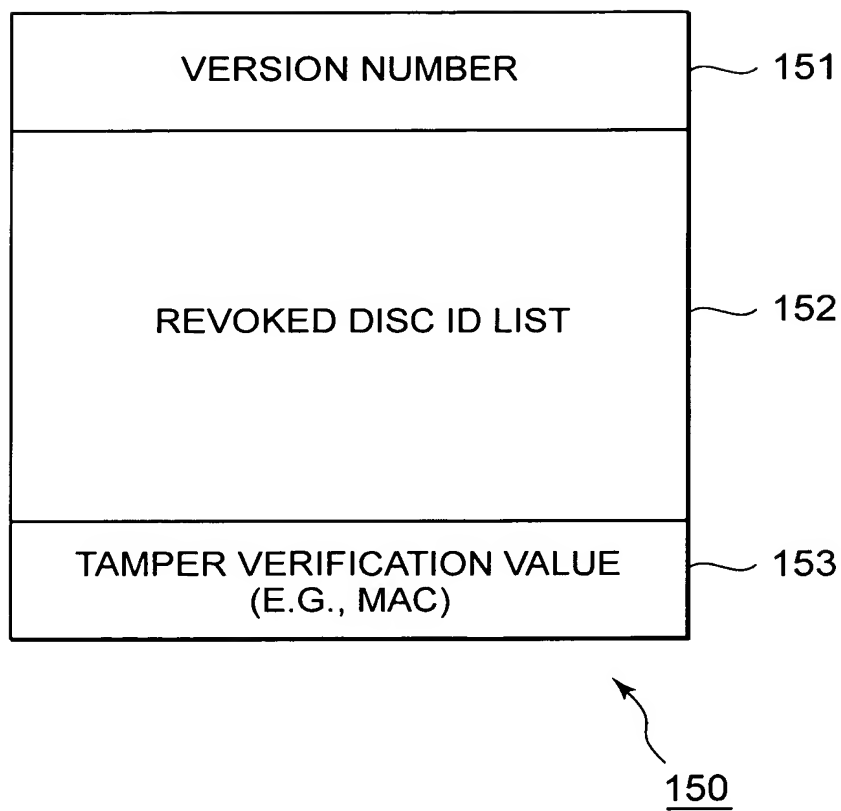 VERSION NUMBER
151
REVOKED DISC ID LIST
152
TAMPER VERIFICATION VALUE
(E.G., MAC)
153
150